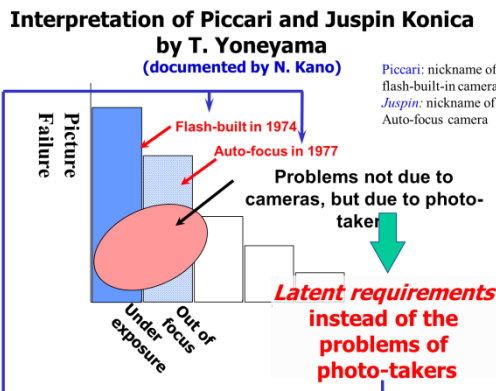 Interpretation of Piccari and Juspin Konica
by T. Yoneyama
(documented by N. Kano)
Piccari: nickname of
flash-built-in camera
Juspin: nickname of
Auto-focus camera
Picture
Failure
Flash-built in 1974
Auto-focus in 1977
Problems not due to
cameras, but due to photo-
taker
Latent requirements
instead of the
problems of
photo-takers
Under
exposure
Out of
focus